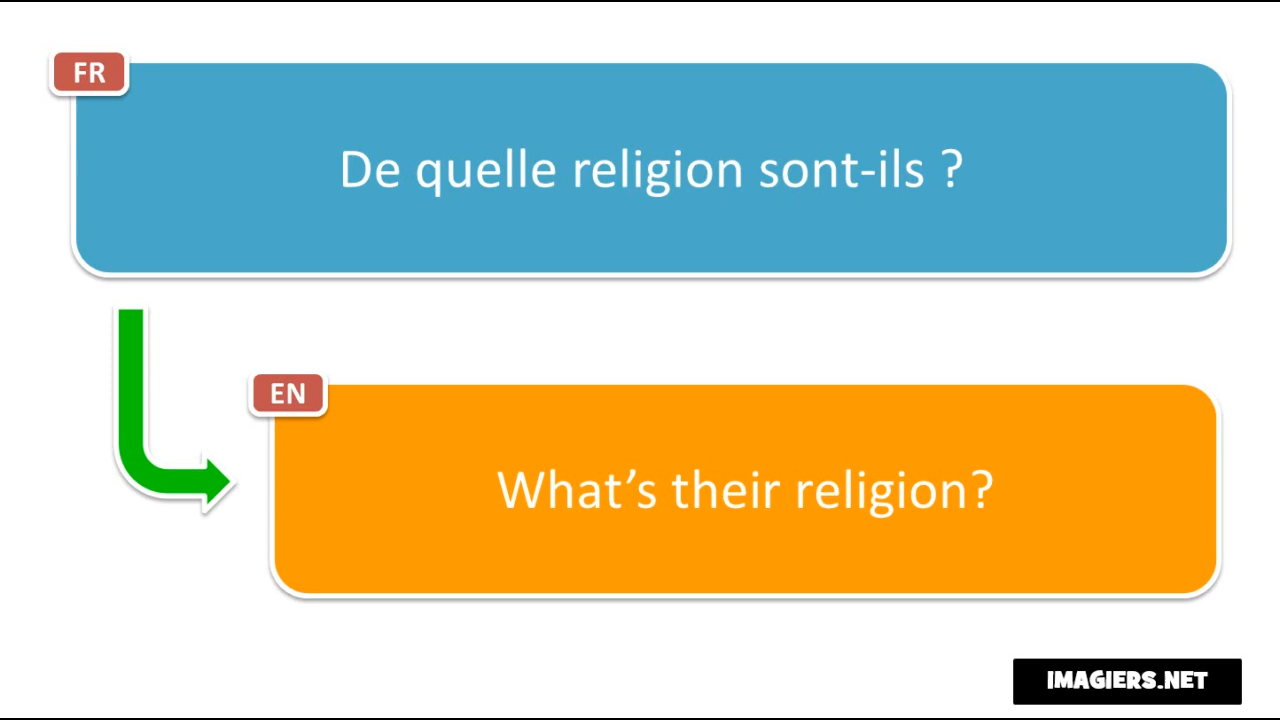 FR
De quelle religion sont-ils ?
EN
What’s their religion?
IMAGIERS.NET